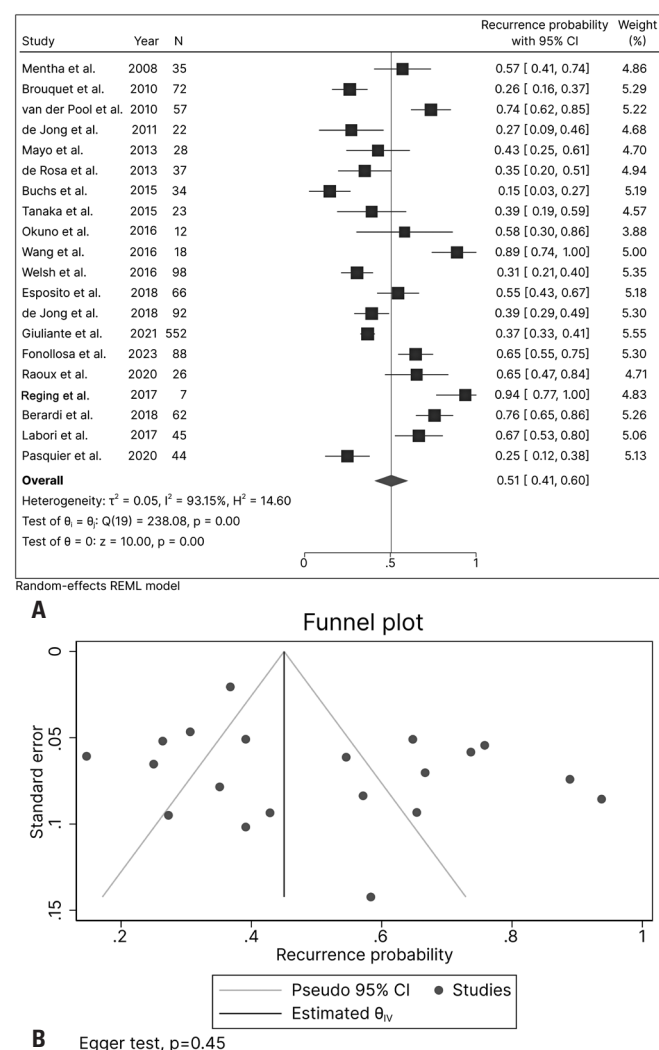 Recurrence probability Weight
Study Year N with 95% CI (%)
Mentha et al. 2008 35 0.57 [ 0.41, 0.74] 4.86
Brouquet et al. 2010 72 0.26 [ 0.16, 0.37] 5.29
van der Pool et al. 2010 57 0.74 [ 0.62, 0.85] 5.22
de Jong et al. 2011 22 0.27 [ 0.09, 0.46] 4.68
Mayo et al. 2013 28 0.43 [ 0.25, 0.61] 4.70
de Rosa et al. 2013 37 0.35 [ 0.20, 0.51] 4.94
Buchs et al. 2015 34 0.15 [ 0.03, 0.27] 5.19
Tanaka et al. 2015 23 0.39 [ 0.19, 0.59] 4.57
Okuno et al. 2016 12 0.58 [ 0.30, 0.86] 3.88
Wang et al. 2016 18 0.89 [ 0.74, 1.00] 5.00
Welsh et al. 2016 98 0.31 [ 0.21, 0.40] 5.35
Esposito et al. 2018 66 0.55 [ 0.43, 0.67] 5.18
de Jong et al. 2018 92 0.39 [ 0.29, 0.49] 5.30
Giuliante et al. 2021 552 0.37 [ 0.33, 0.41] 5.55
Fonollosa et al. 2023 88 0.65 [ 0.55, 0.75] 5.30
Raoux et al. 2020 26 0.65 [ 0.47, 0.84] 4.71
Reging et al. 2017 7 0.94 [ 0.77, 1.00] 4.83
Berardi et al. 2018 62 0.76 [ 0.65, 0.86] 5.26
Labori et al. 2017 45 0.67 [ 0.53, 0.80] 5.06
Pasquier et al. 2020 44 0.25 [ 0.12, 0.38] 5.13
Overall 0.51 [ 0.41, 0.60]
Heterogeneity: τ² = 0.05, I² = 93.15%, H² = 14.60
Test of θᵢ = θⱼ: Q(19) = 238.08, p = 0.00
Test of θ = 0: z = 10.00, p = 0.00
0 .5 1
Random-effects REML model
A
Funnel plot
Standard error
0
.05
.1
.15
.2 .4 .6 .8 1
Recurrence probability
Pseudo 95% CI Studies
Estimated θIV
B Egger test, p=0.45